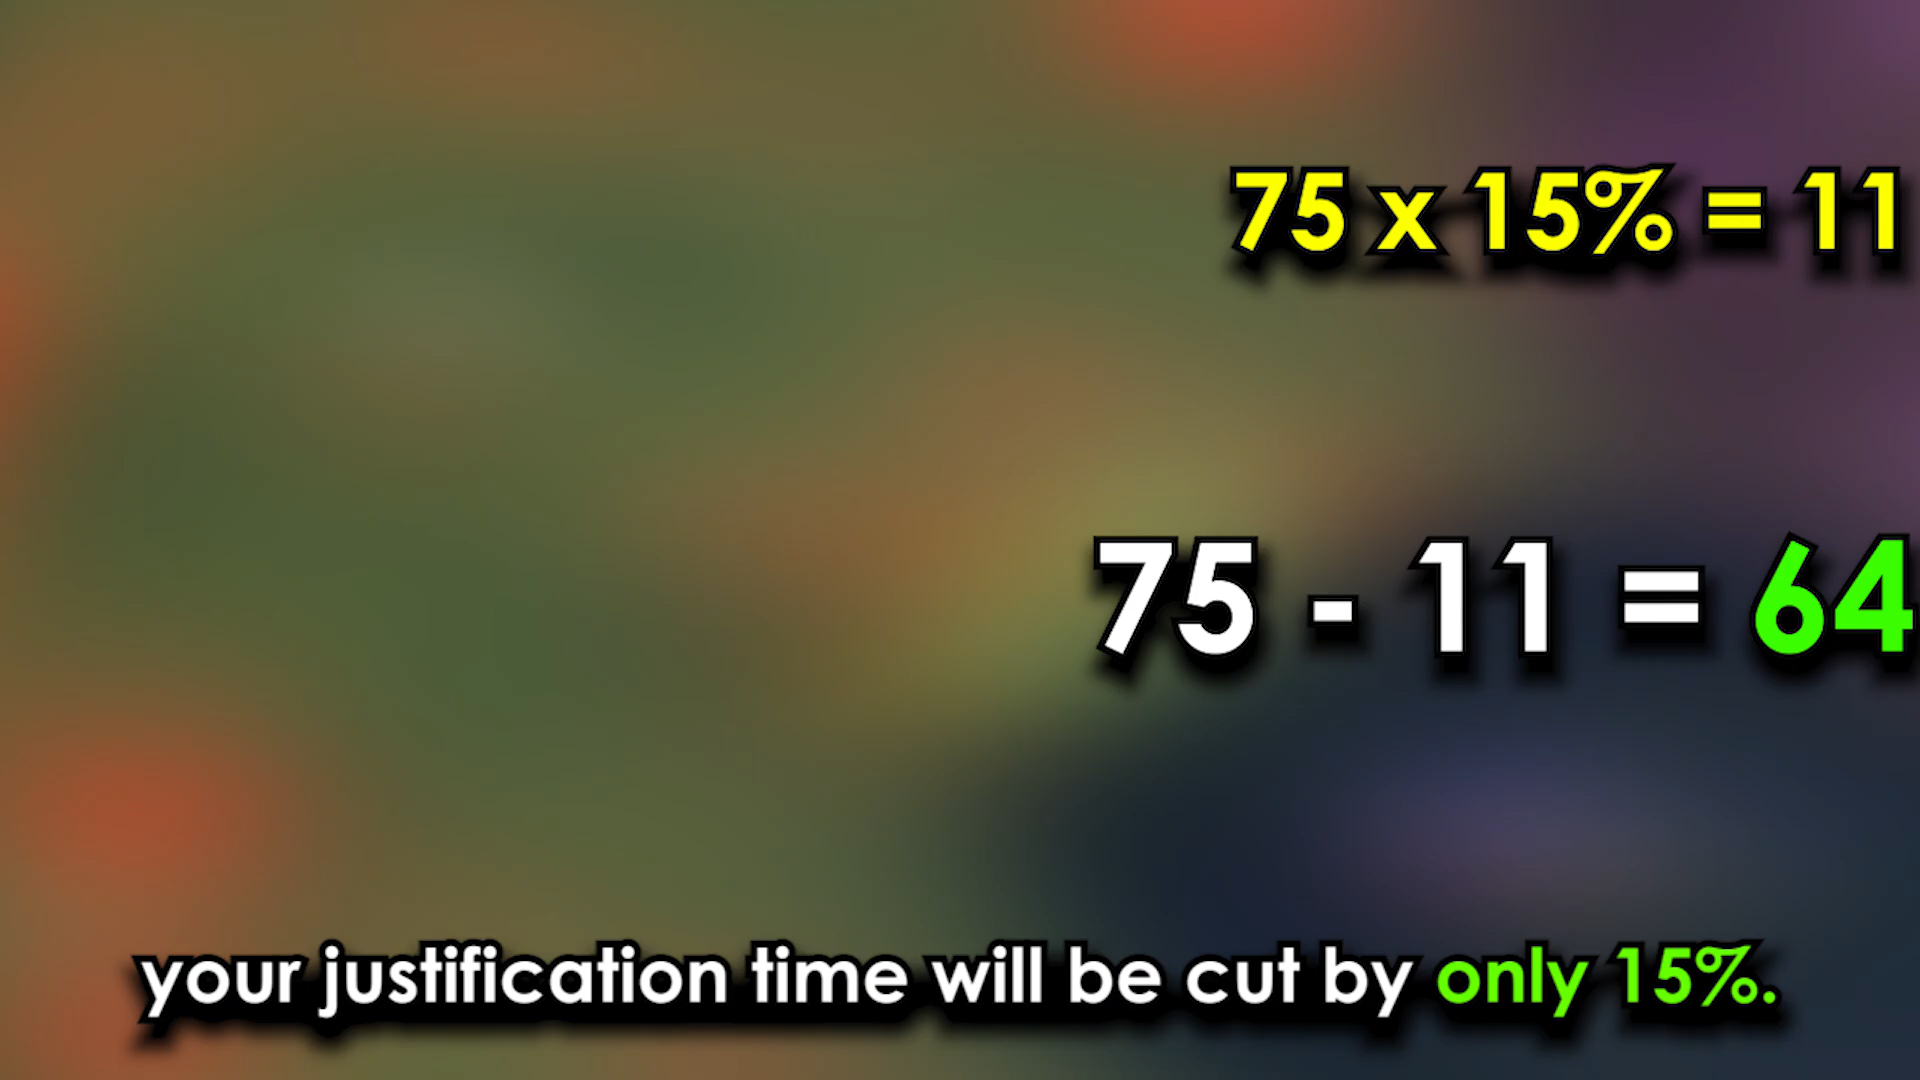 75 x 15% = 11
75 - 11 = 64
your justification time will be cut by only 15%.